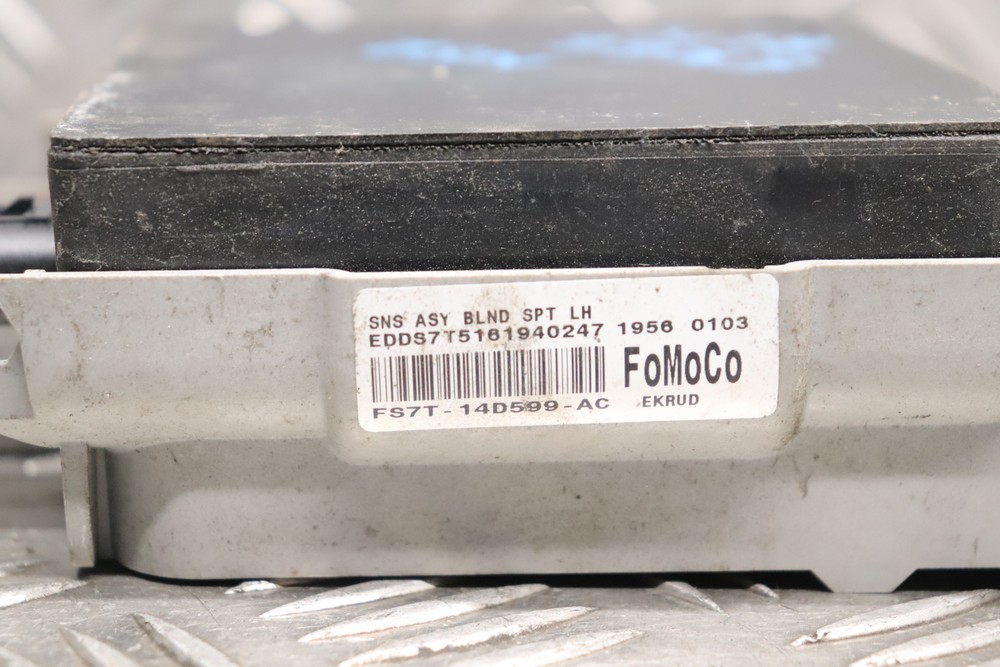 SNS ASY BLND SPT LH
EDDS7T5161940247 1956 0103
FoMoCo
FS7T-14D599-AC EKRUD